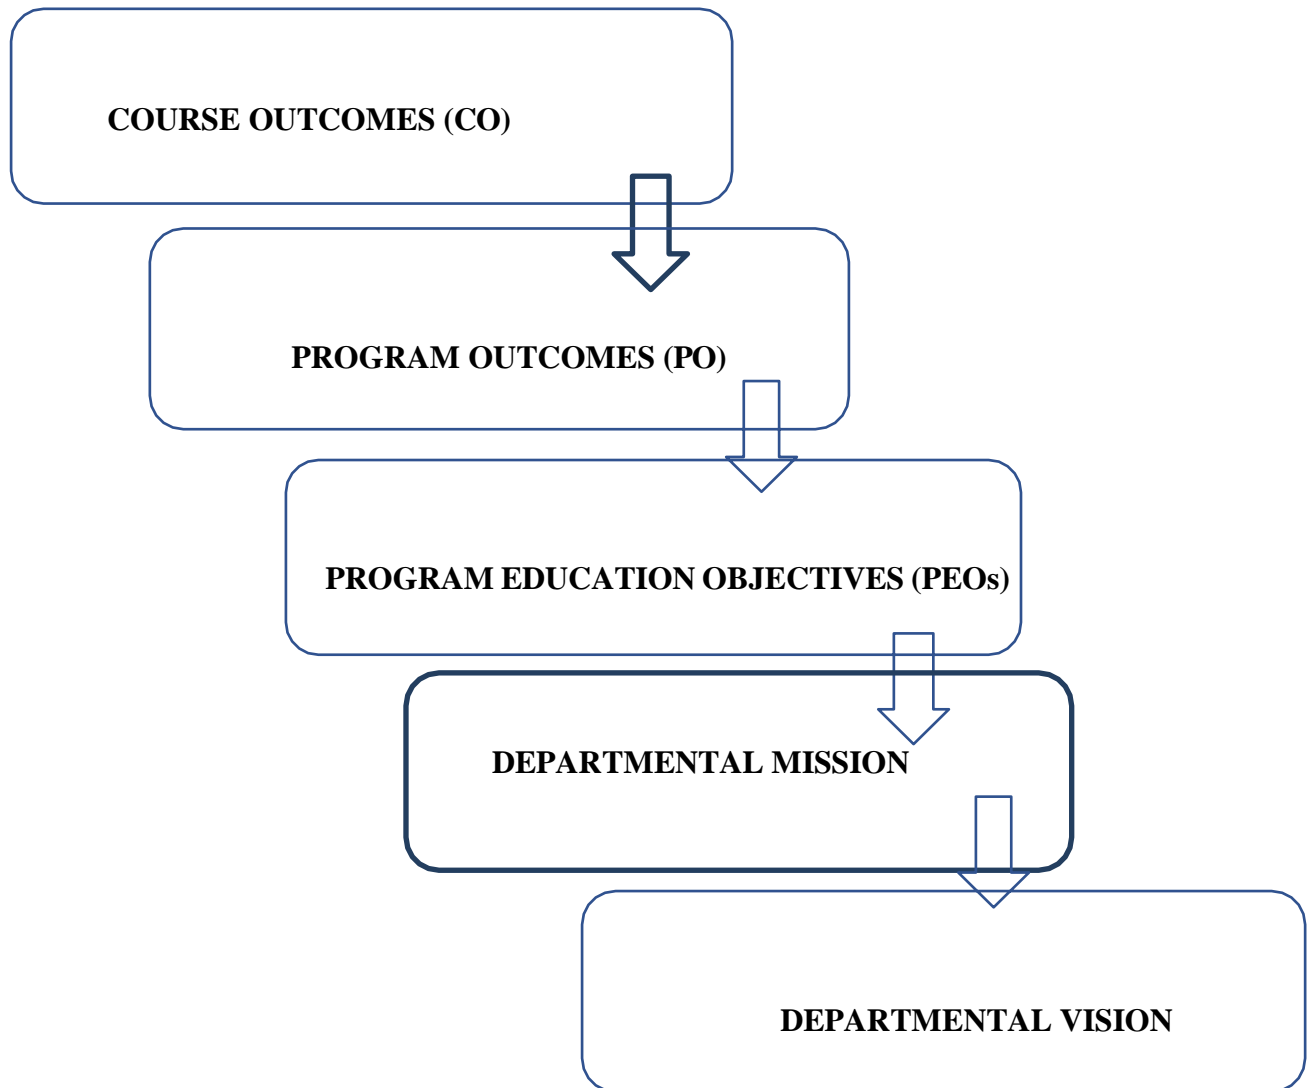 COURSE OUTCOMES (CO)
PROGRAM OUTCOMES (PO)
PROGRAM EDUCATION OBJECTIVES (PEOs)
DEPARTMENTAL MISSION
DEPARTMENTAL VISION